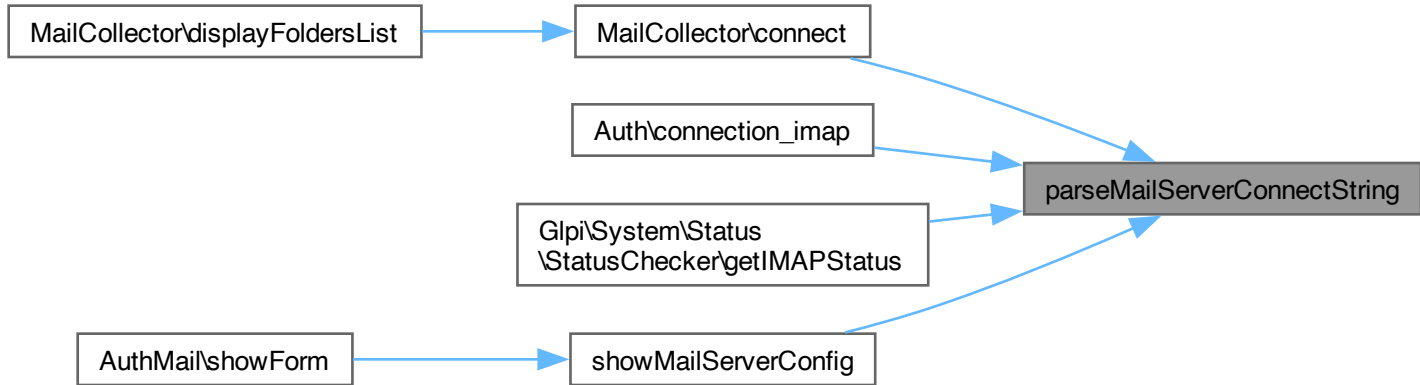 MailCollector\displayFoldersList
MailCollector\connect
Auth\connection_imap
parseMailServerConnectString
Glpi\System\Status
\StatusChecker\getIMAPStatus
AuthMail\showForm
showMailServerConfig